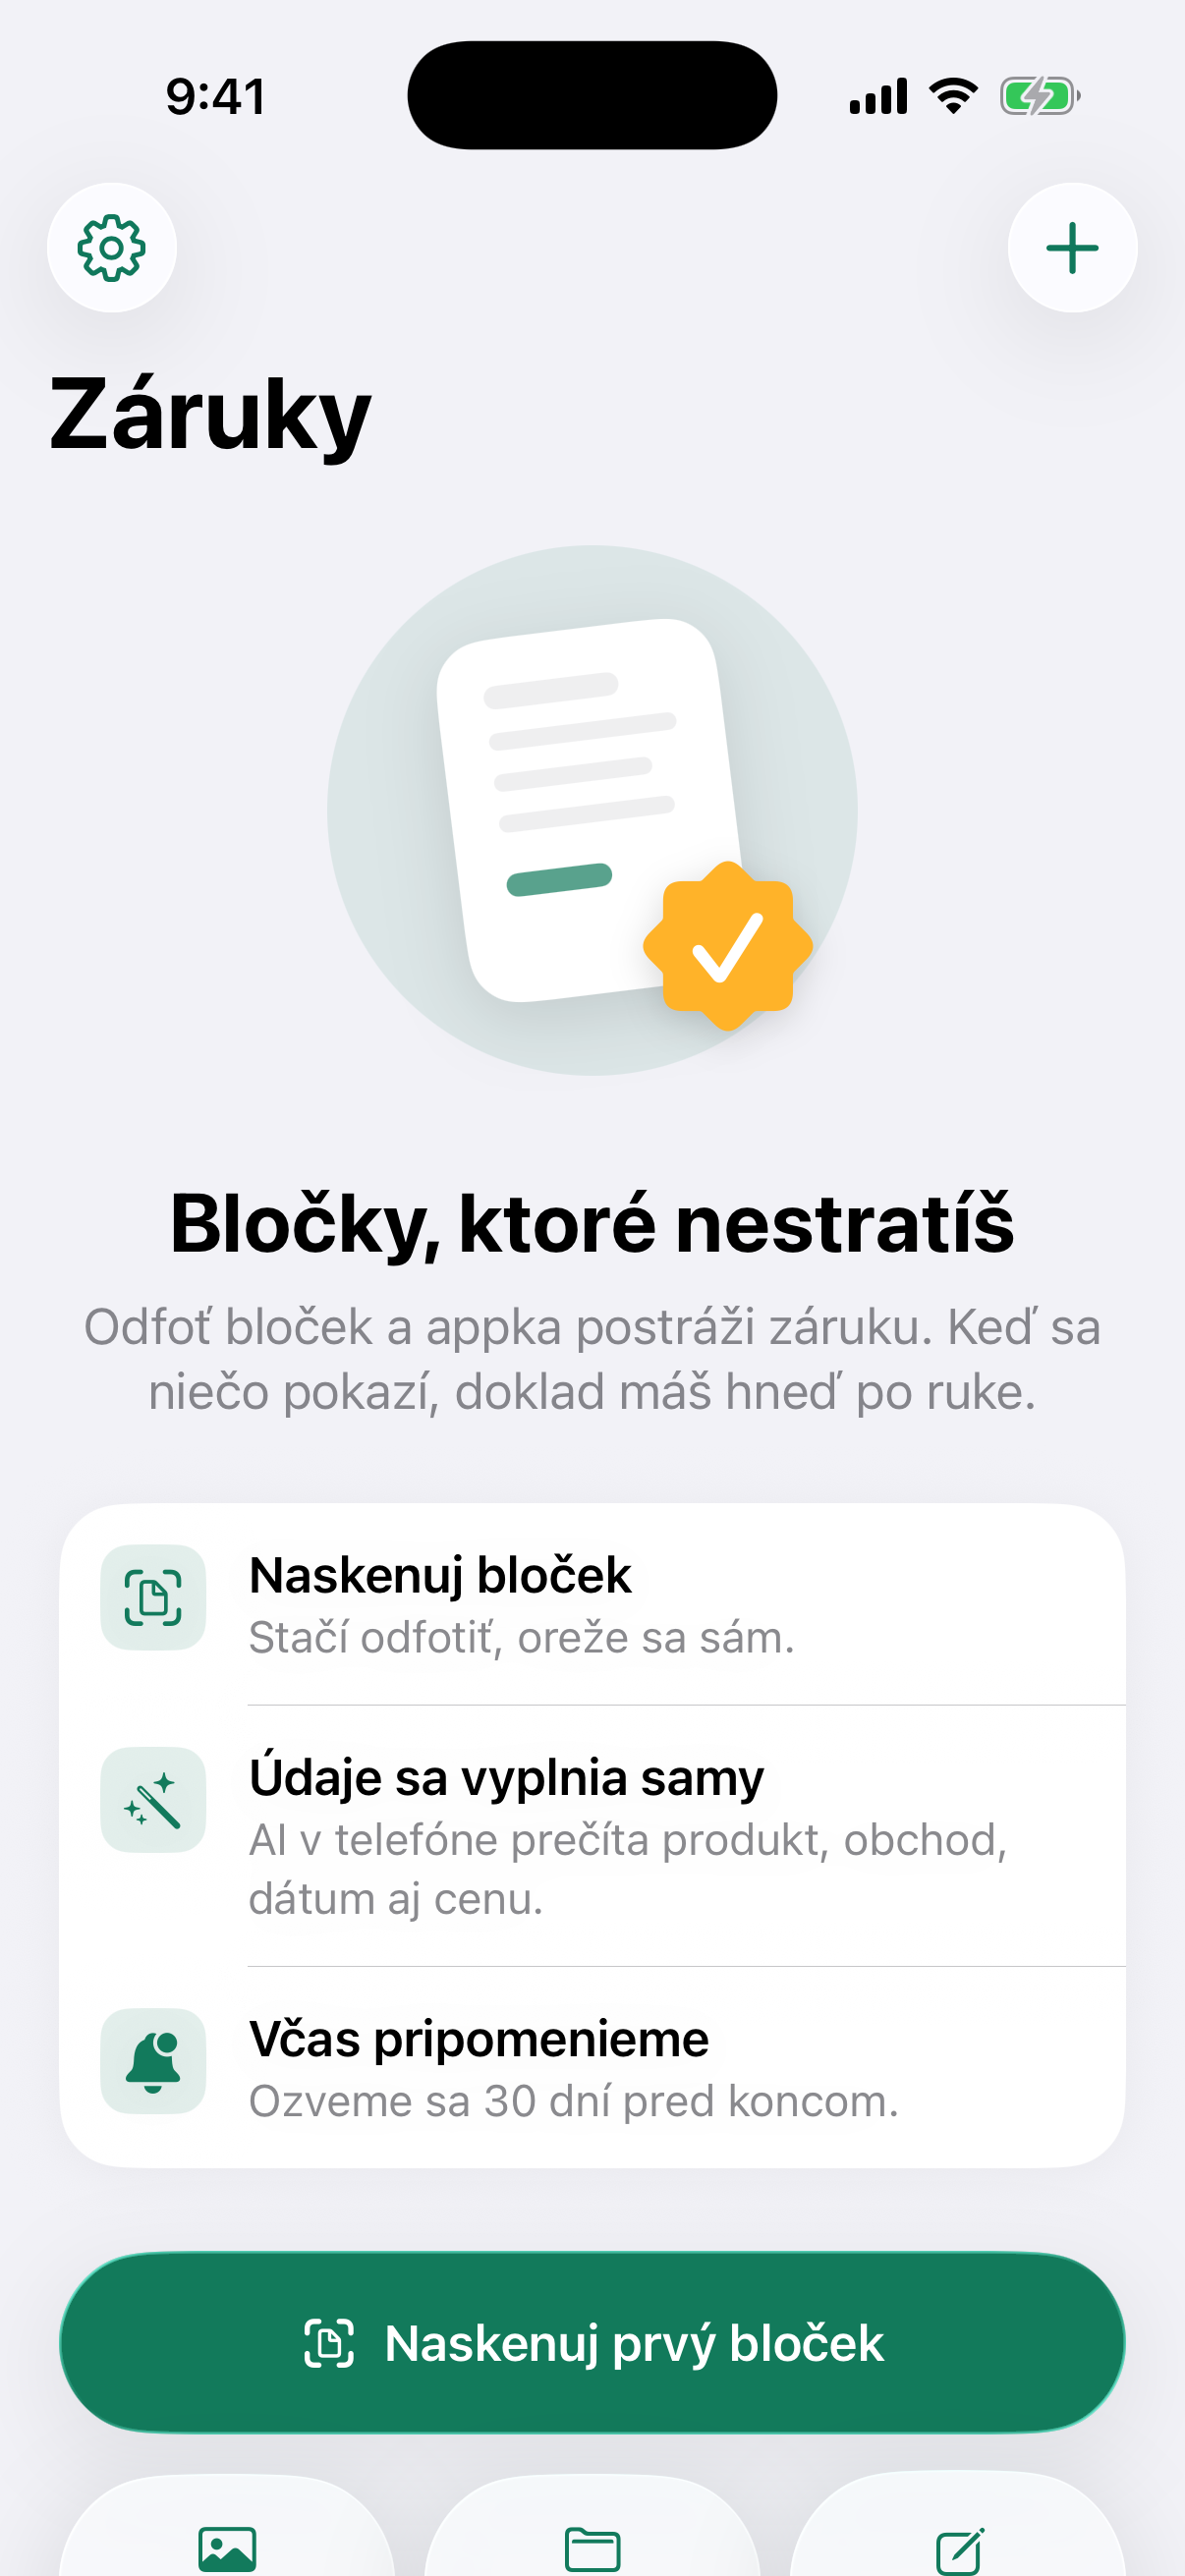 9:41
Záruky
Bločky, ktoré nestratíš
Odfoť bloček a appka postráži záruku. Keď sa
niečo pokazí, doklad máš hneď po ruke.
Naskenuj bloček
Stačí odfotiť, oreže sa sám.
Údaje sa vyplnia samy
AI v telefóne prečíta produkt, obchod,
dátum aj cenu.
Včas pripomenieme
Ozveme sa 30 dní pred koncom.
Naskenuj prvý bloček